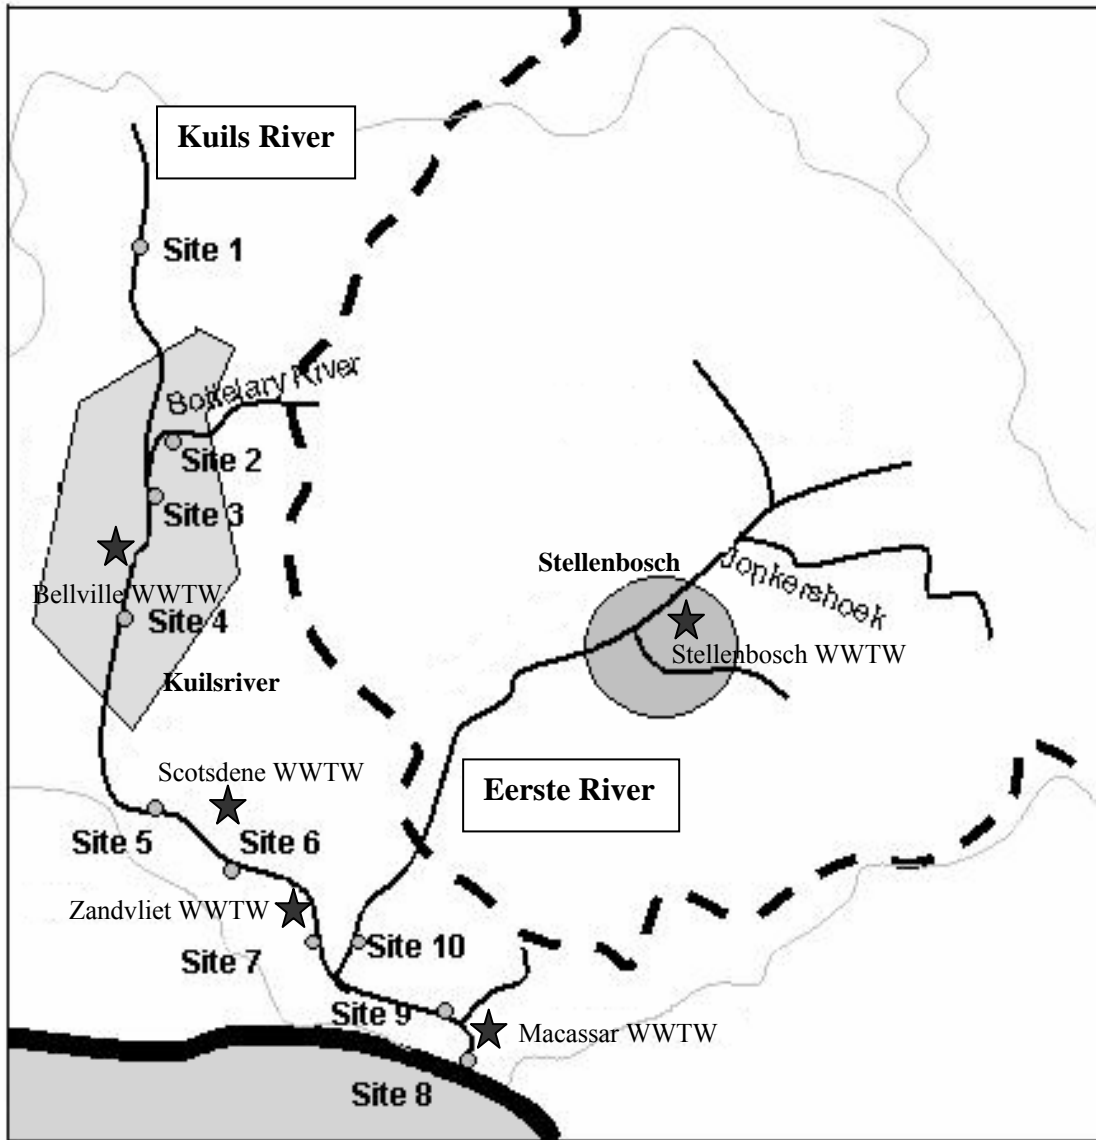 Kuils River
Site 1
Bottelary River
Site 2
Site 3
Bellville WWTW
Site 4
Kuilsriver
Stellenbosch
Jonkershoek
Stellenbosch WWTW
Scotsdene WWTW
Eerste River
Site 5
Site 6
Zandvliet WWTW
Site 7
Site 10
Site 9
Macassar WWTW
Site 8